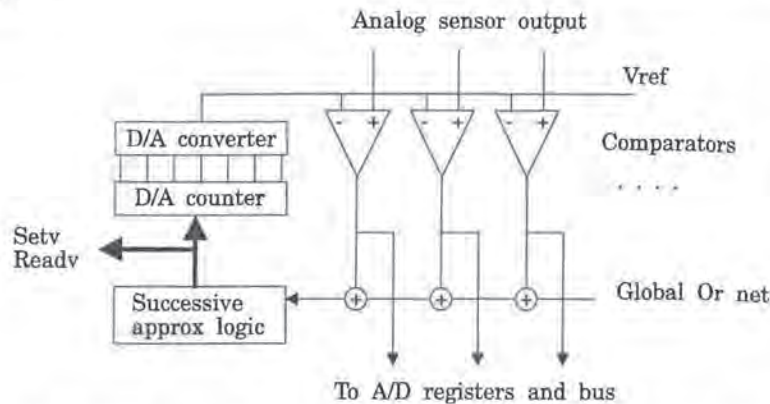 Analog sensor output
Vref
- +
- +
- +
D/A converter
Comparators
. . . .
D/A counter
Setv
Readv
Successive
approx logic
+
+
+
Global Or net
To A/D registers and bus